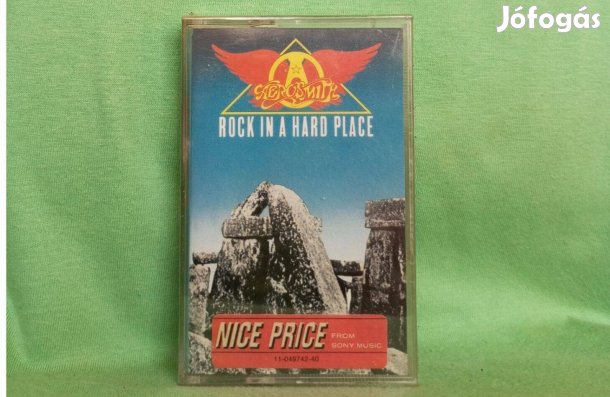 Jófogás
AEROSMITH
ROCK IN A HARD PLACE
NICE PRICE FROM
SONY MUSIC
11-049742-40